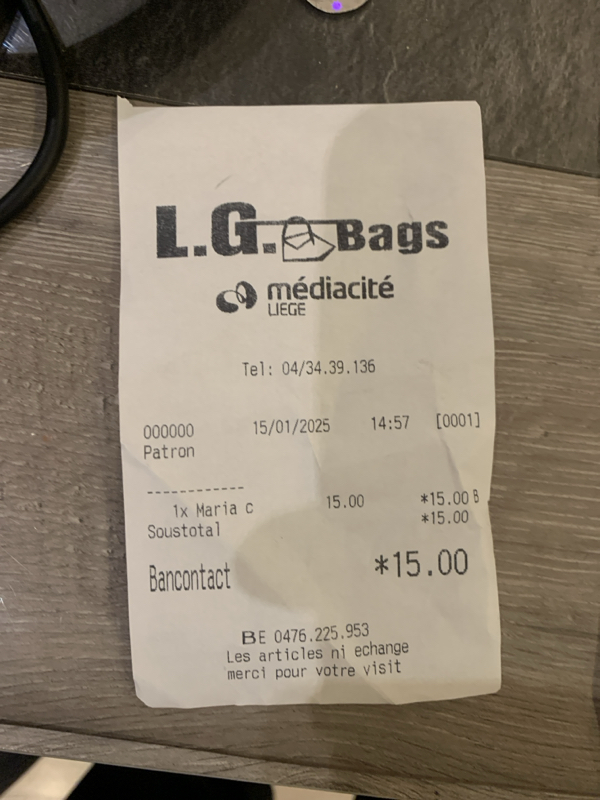 L.G. Bags
médiacité
LIEGE
Tel: 04/34.39.136
000000 15/01/2025 14:57 [0001]
Patron
------------
1x Maria c 15.00 *15.00 B
Soustotal *15.00
Bancontact *15.00
BE 0476.225.953
Les articles ni echange
merci pour votre visit